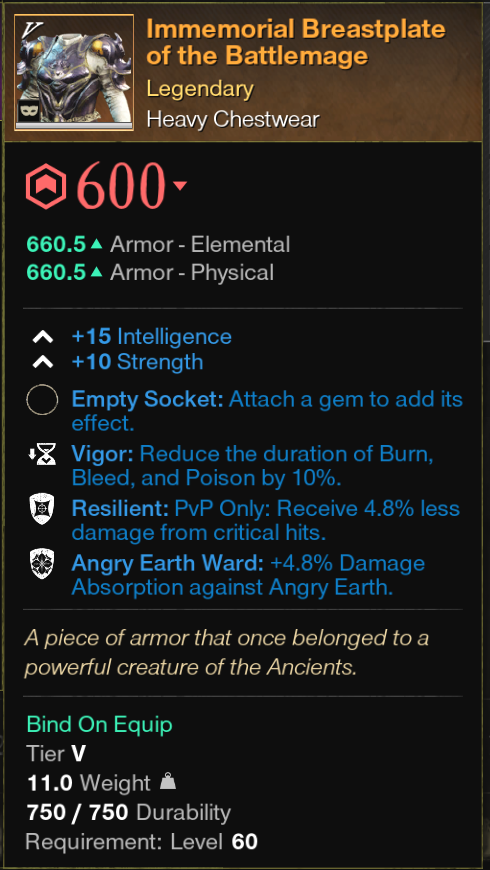 V
Immemorial Breastplate
of the Battlemage
Legendary
Heavy Chestwear
600
660.5 Armor - Elemental
660.5 Armor - Physical
+15 Intelligence
+10 Strength
Empty Socket: Attach a gem to add its
effect.
Vigor: Reduce the duration of Burn,
Bleed, and Poison by 10%.
Resilient: PvP Only: Receive 4.8% less
damage from critical hits.
Angry Earth Ward: +4.8% Damage
Absorption against Angry Earth.
A piece of armor that once belonged to a
powerful creature of the Ancients.
Bind On Equip
Tier V
11.0 Weight
750 / 750 Durability
Requirement: Level 60